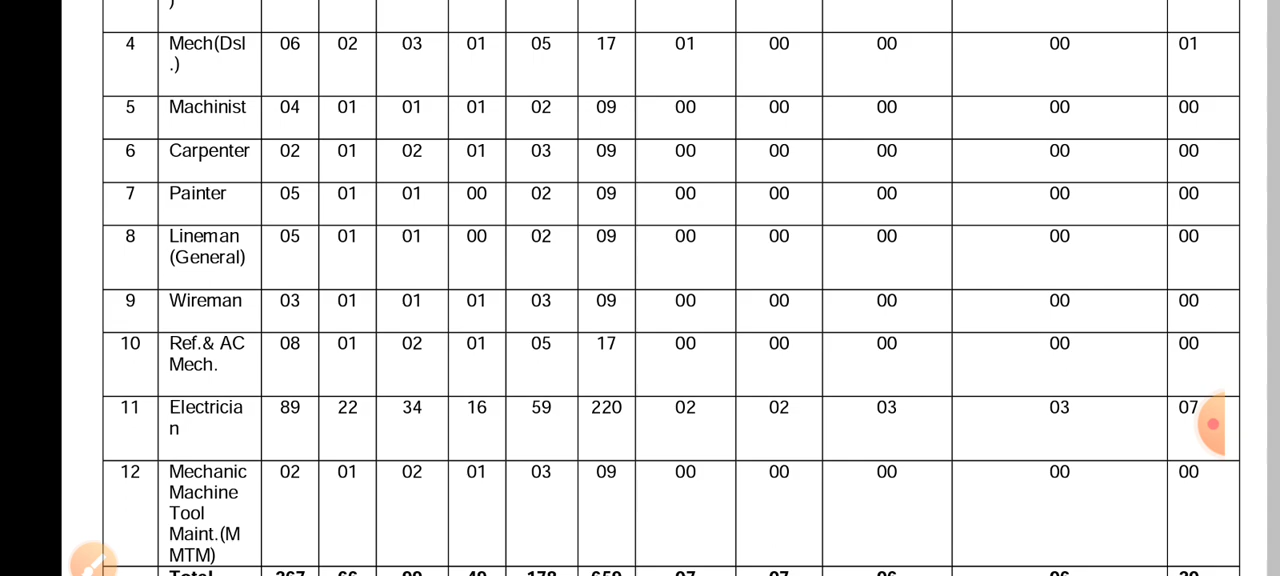 )
4 Mech(Dsl 06 02 03 01 05 17 01 00 00 00 01
.)
5 Machinist 04 01 01 01 02 09 00 00 00 00 00
6 Carpenter 02 01 02 01 03 09 00 00 00 00 00
7 Painter 05 01 01 00 02 09 00 00 00 00 00
8 Lineman 05 01 01 00 02 09 00 00 00 00 00
(General)
9 Wireman 03 01 01 01 03 09 00 00 00 00 00
10 Ref.& AC 08 01 02 01 05 17 00 00 00 00 00
Mech.
11 Electricia 89 22 34 16 59 220 02 02 03 03 07
n
12 Mechanic 02 01 02 01 03 09 00 00 00 00 00
Machine
Tool
Maint.(M
MTM)
Total